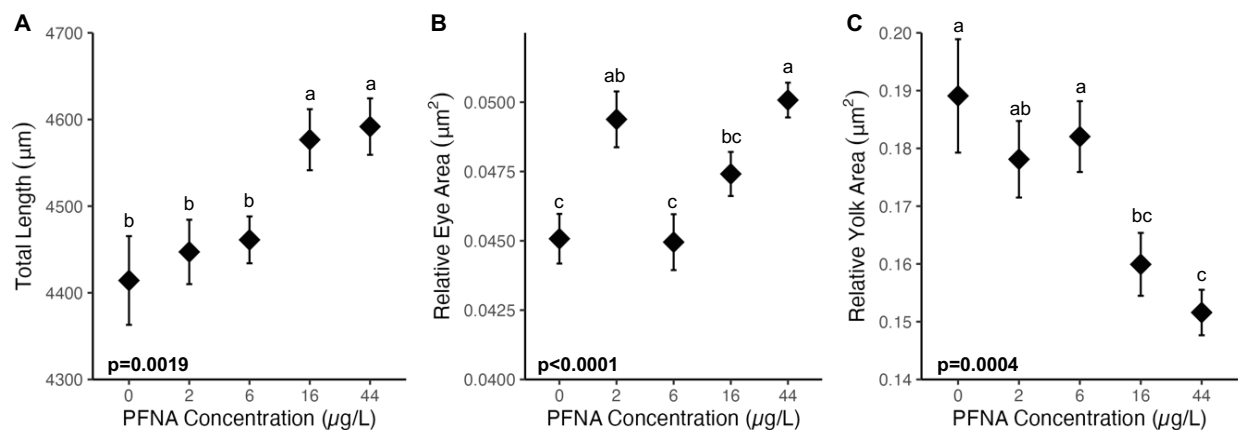 A
Total Length (µm)
4700
4600
4500
4400
4300
b
b
b
a
a
p=0.0019
0 2 6 16 44
PFNA Concentration (µg/L)
B
Relative Eye Area (µm²)
0.0500
0.0475
0.0450
0.0425
0.0400
c
ab
c
bc
a
p<0.0001
0 2 6 16 44
PFNA Concentration (µg/L)
C
Relative Yolk Area (µm²)
0.20
0.19
0.18
0.17
0.16
0.15
0.14
a
ab
a
bc
c
p=0.0004
0 2 6 16 44
PFNA Concentration (µg/L)